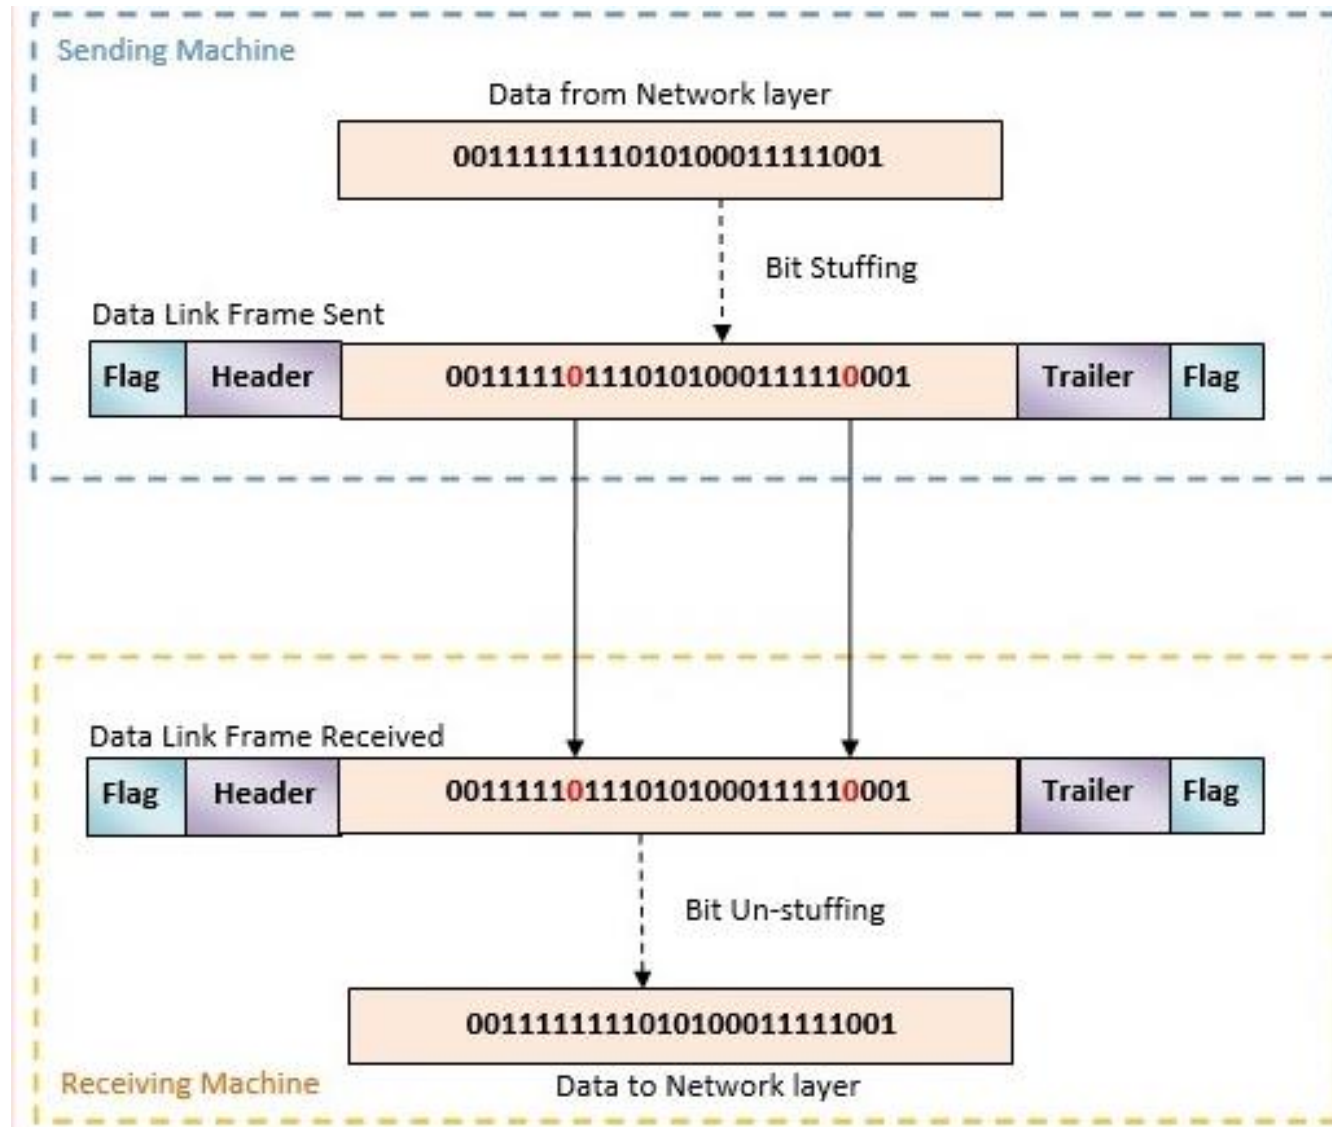 Sending Machine
Data from Network layer
0011111111010100011111001
Bit Stuffing
Data Link Frame Sent
Flag Header 001111101110101000111110001 Trailer Flag
Data Link Frame Received
Flag Header 001111101110101000111110001 Trailer Flag
Bit Un-stuffing
0011111111010100011111001
Receiving Machine
Data to Network layer